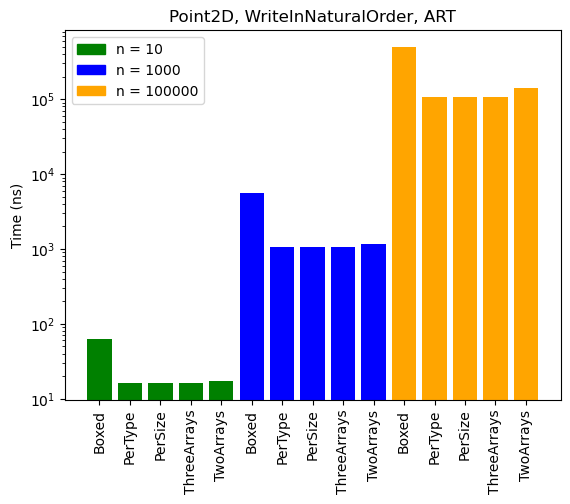 Point2D, WriteInNaturalOrder, ART
n = 10
n = 1000
n = 100000
Time (ns)
10⁵
10⁴
10³
10²
10¹
Boxed
PerType
PerSize
ThreeArrays
TwoArrays
Boxed
PerType
PerSize
ThreeArrays
TwoArrays
Boxed
PerType
PerSize
ThreeArrays
TwoArrays